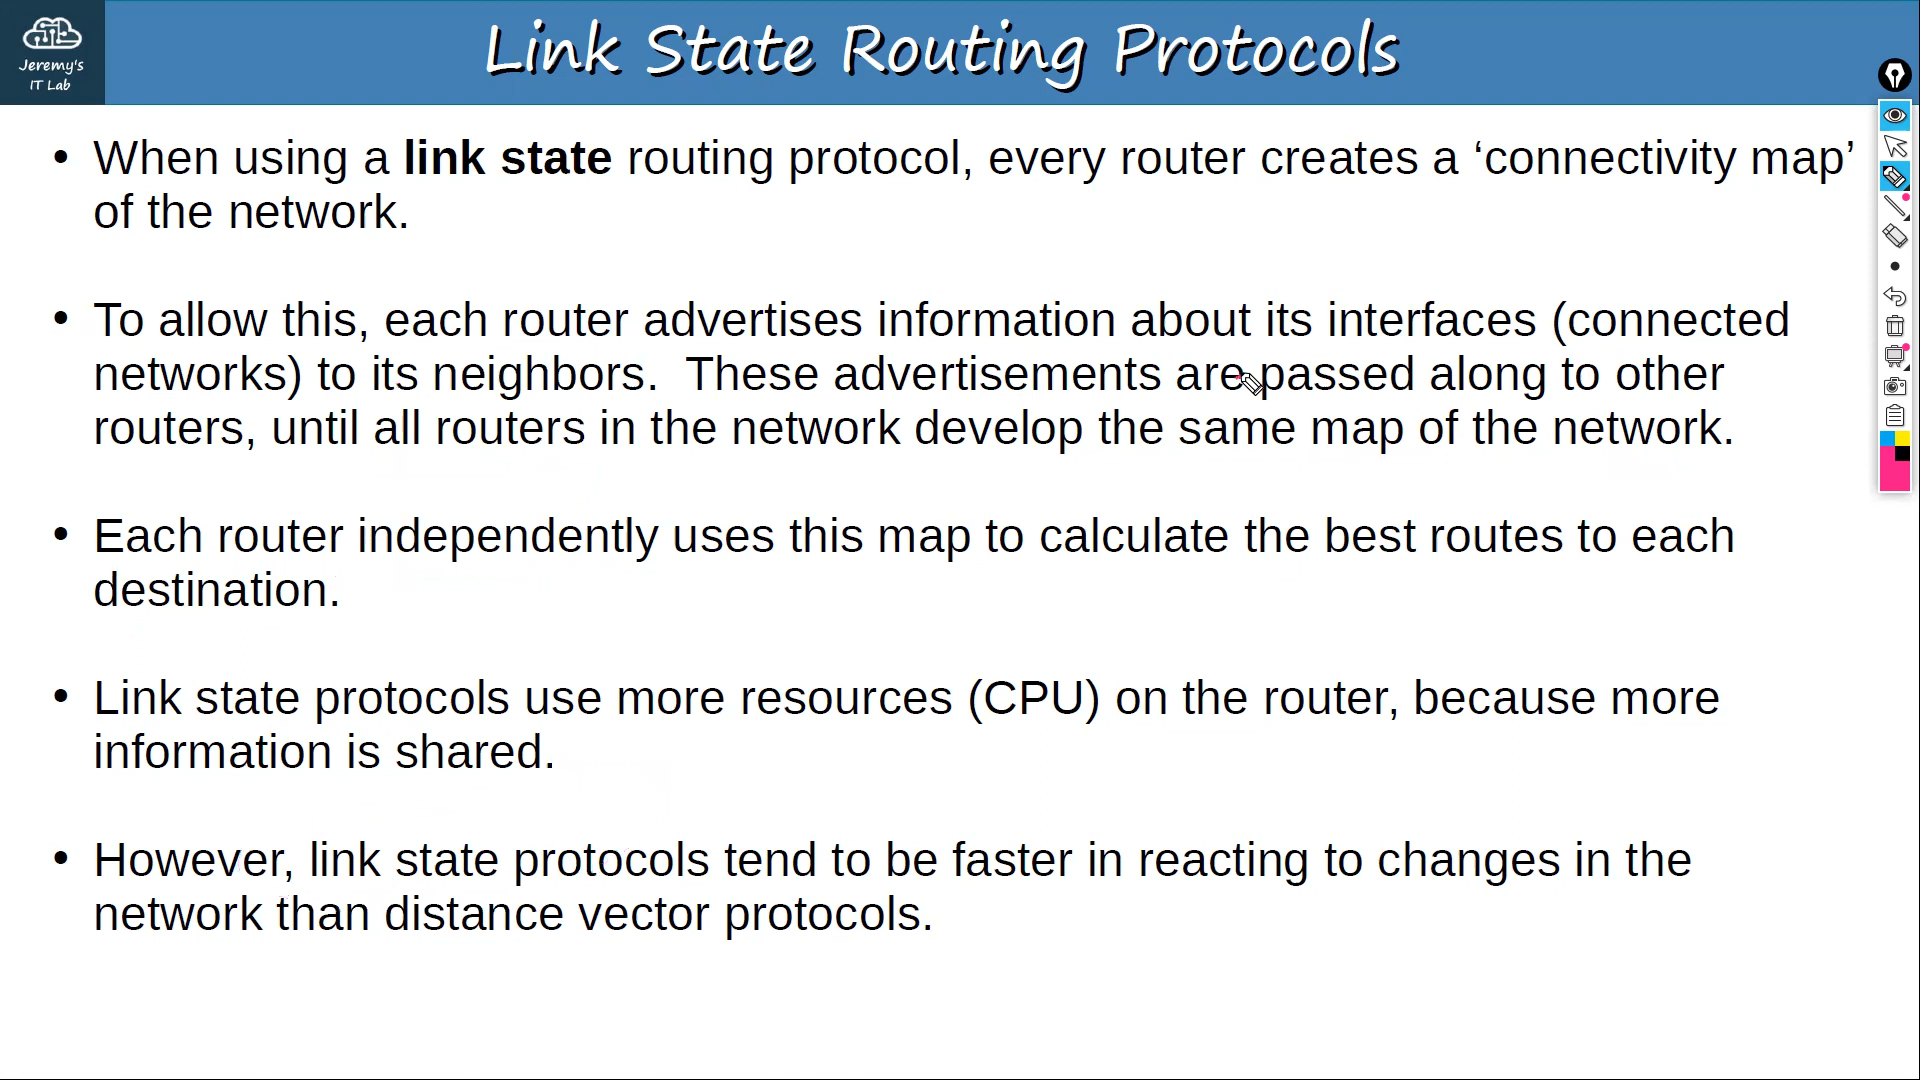 Jeremy's
IT Lab
Link State Routing Protocols
• When using a link state routing protocol, every router creates a ‘connectivity map’
of the network.
• To allow this, each router advertises information about its interfaces (connected
networks) to its neighbors.  These advertisements are passed along to other
routers, until all routers in the network develop the same map of the network.
• Each router independently uses this map to calculate the best routes to each
destination.
• Link state protocols use more resources (CPU) on the router, because more
information is shared.
• However, link state protocols tend to be faster in reacting to changes in the
network than distance vector protocols.